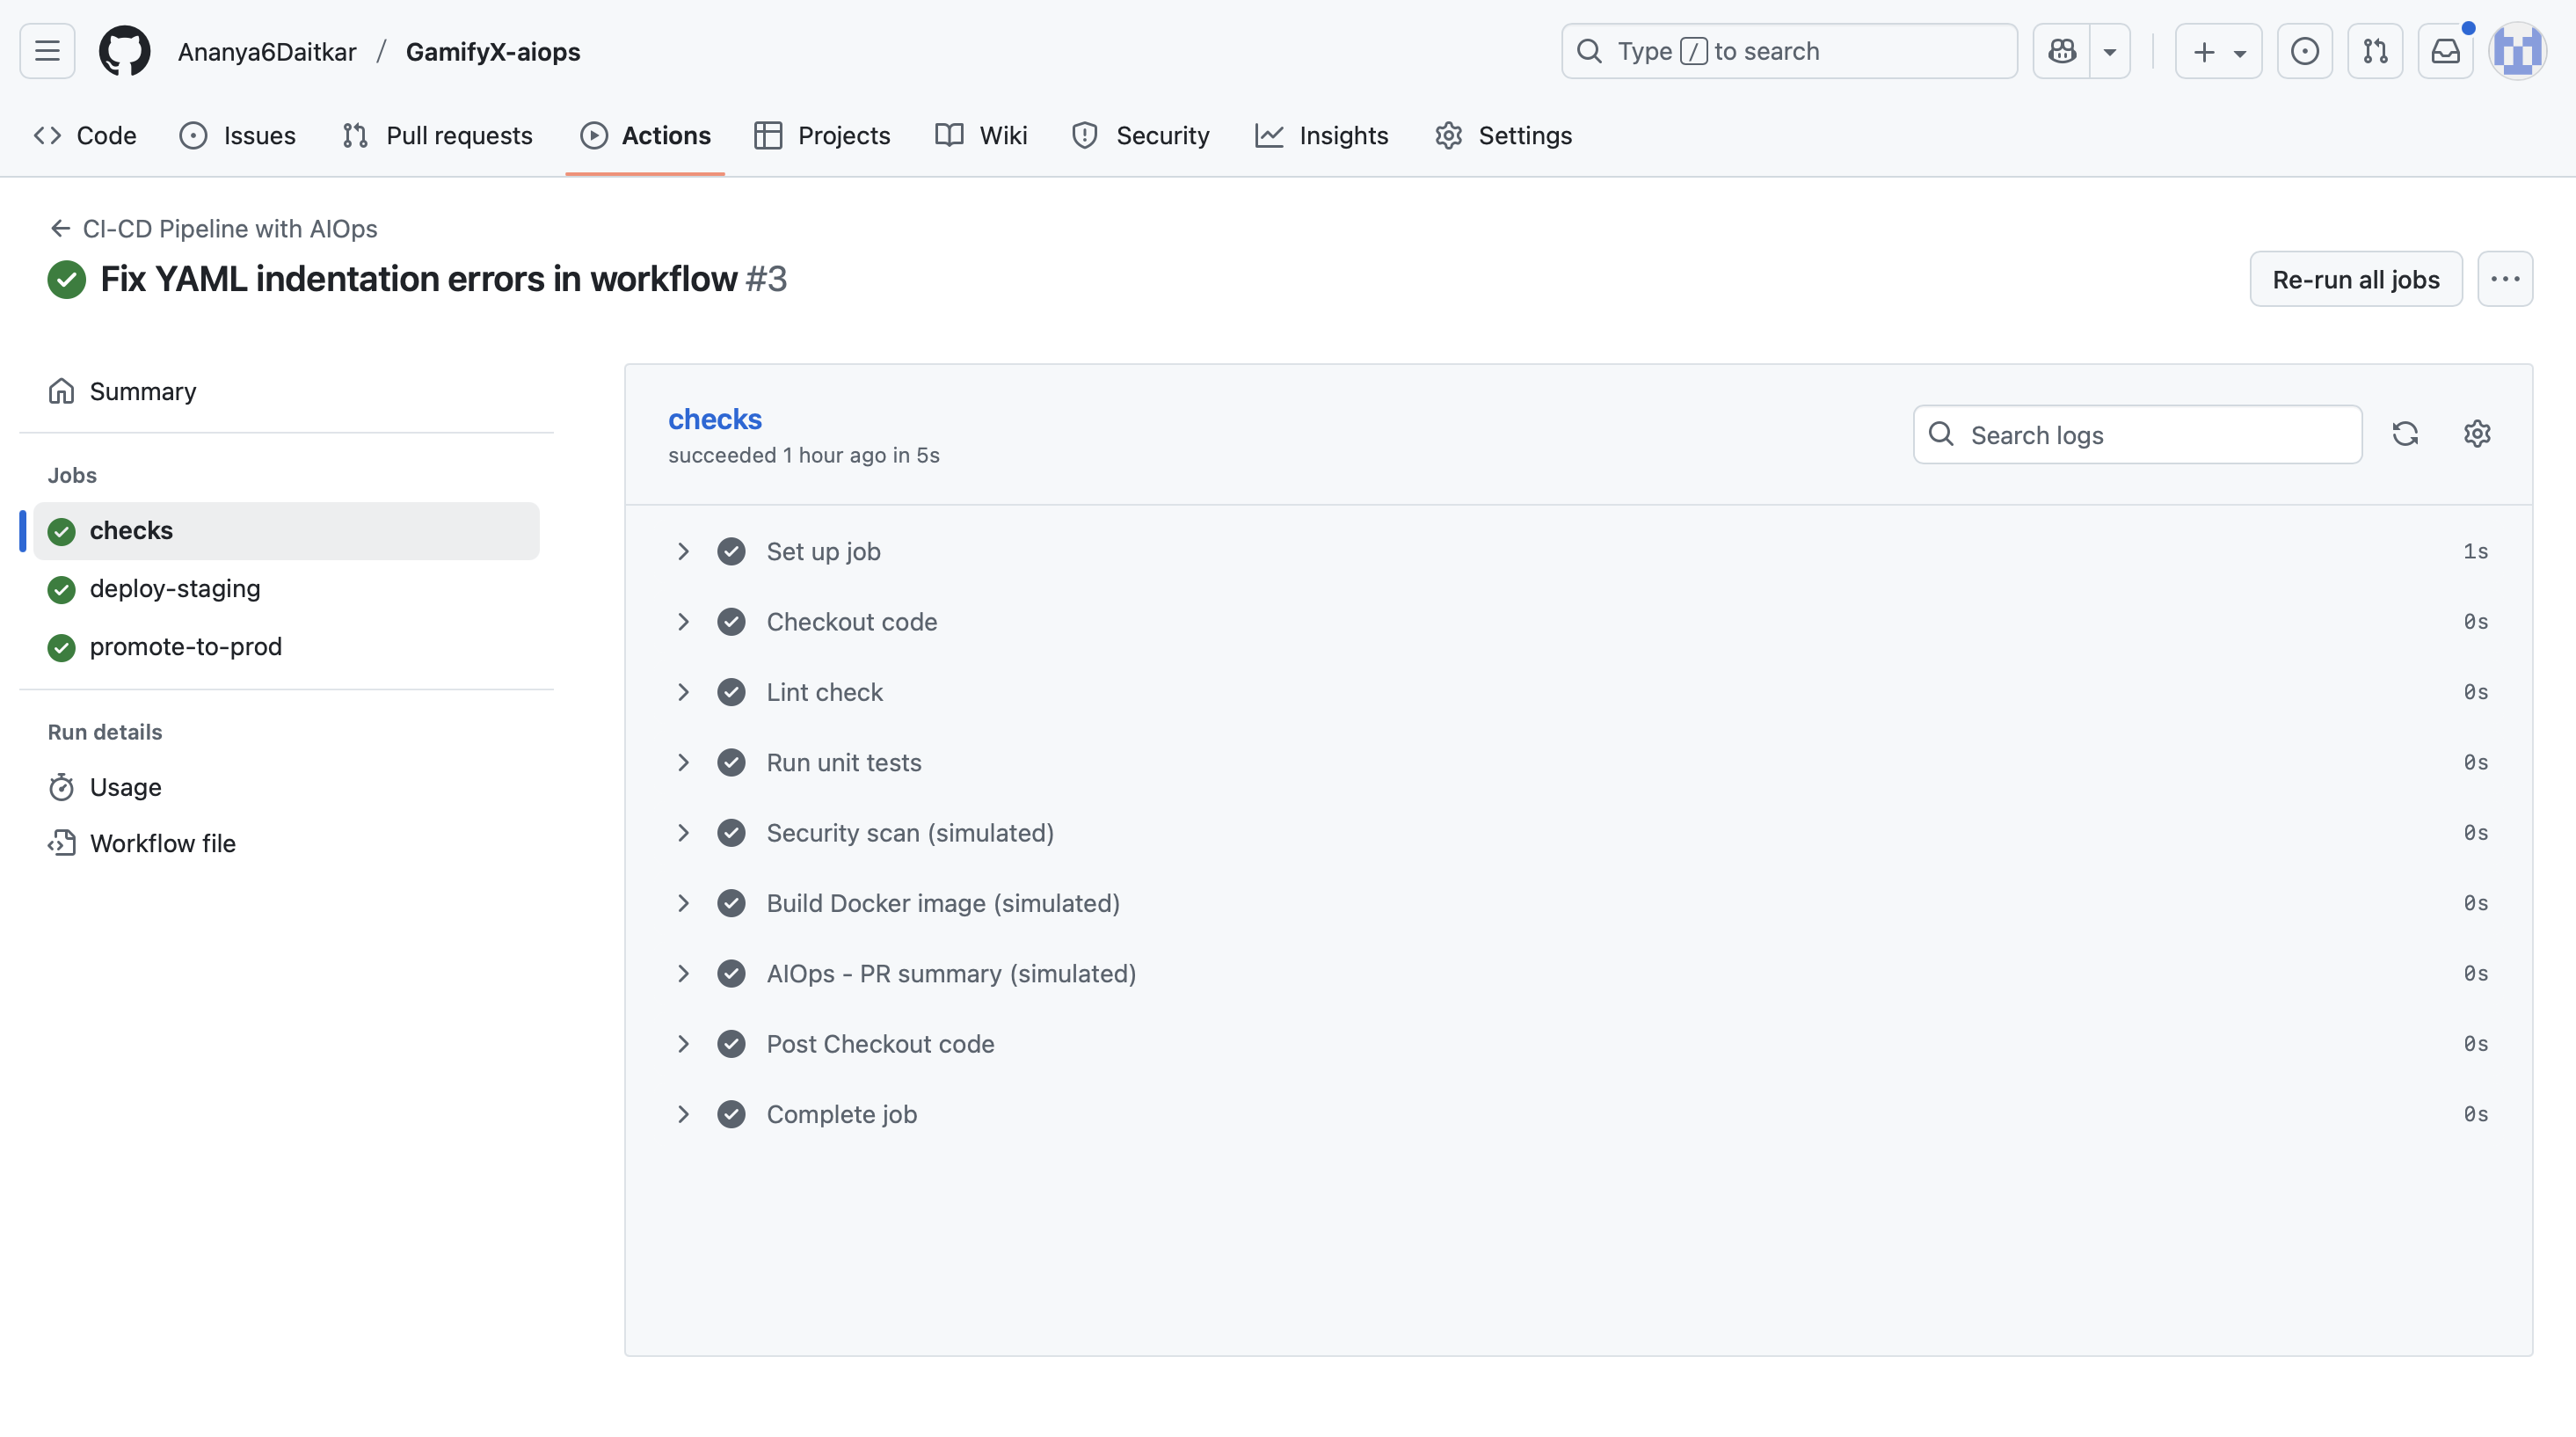 Ananya6Daitkar / GamifyX-aiops
Type / to search
Code
Issues
Pull requests
Actions
Projects
Wiki
Security
Insights
Settings
CI-CD Pipeline with AIOps
Fix YAML indentation errors in workflow #3
Re-run all jobs
Summary
Jobs
checks
deploy-staging
promote-to-prod
Run details
Usage
Workflow file
checks
succeeded 1 hour ago in 5s
Search logs
Set up job 1s
Checkout code 0s
Lint check 0s
Run unit tests 0s
Security scan (simulated) 0s
Build Docker image (simulated) 0s
AIOps - PR summary (simulated) 0s
Post Checkout code 0s
Complete job 0s